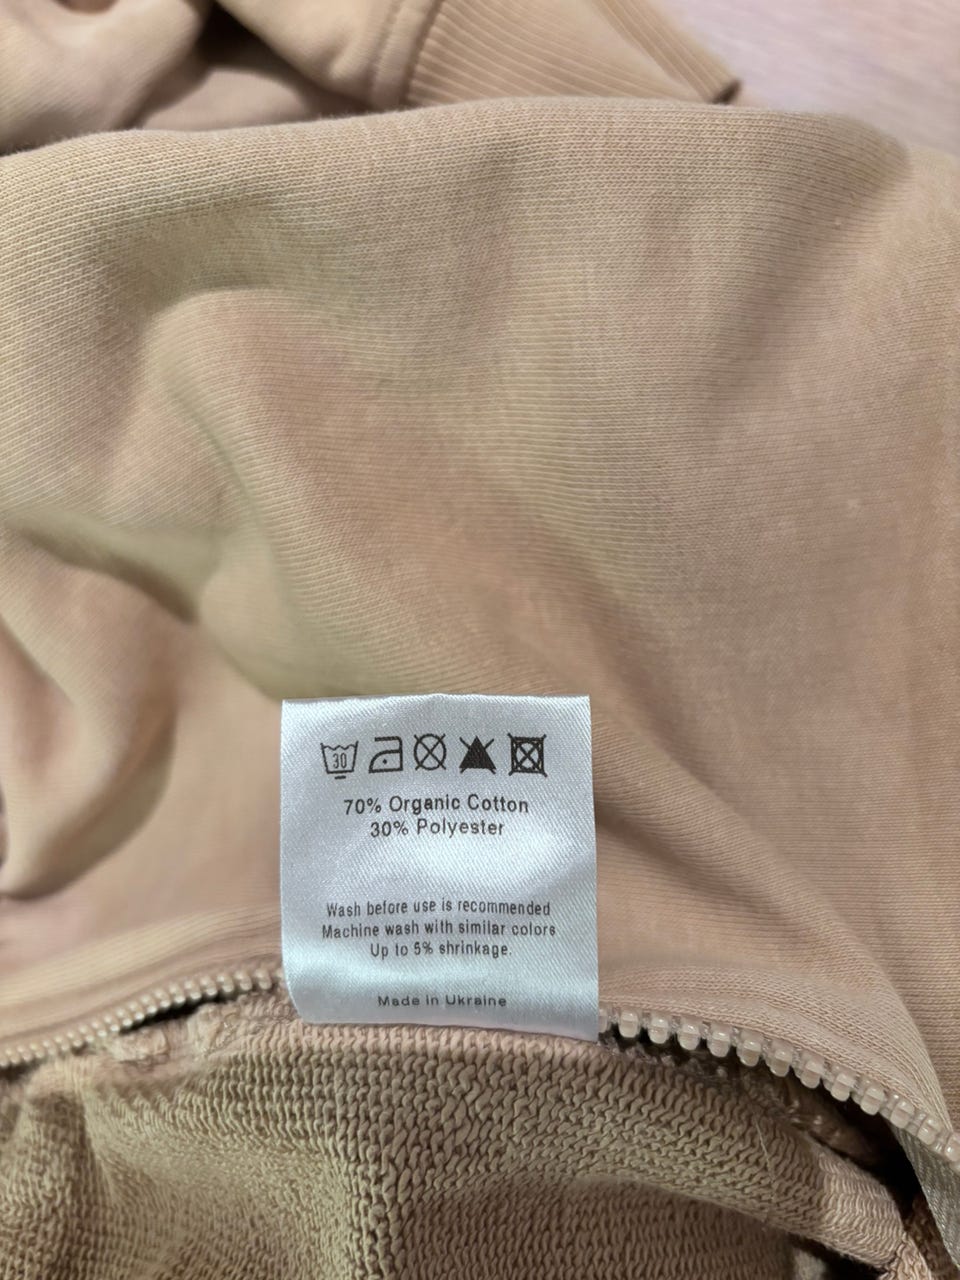 30
70% Organic Cotton
30% Polyester
Wash before use is recommended
Machine wash with similar colors
Up to 5% shrinkage.
Made in Ukraine